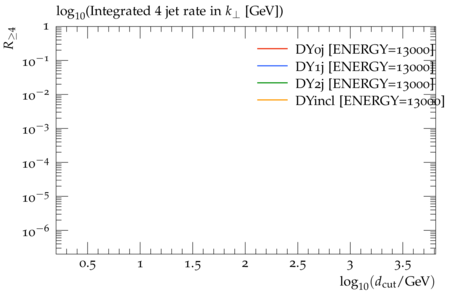 log₁₀(Integrated 4 jet rate in k⊥ [GeV])
R≥4
1
10⁻¹
10⁻²
10⁻³
10⁻⁴
10⁻⁵
10⁻⁶
DY0j [ENERGY=13000]
DY1j [ENERGY=13000]
DY2j [ENERGY=13000]
DYincl [ENERGY=13000]
0.5 1 1.5 2 2.5 3 3.5
log₁₀(dcut/GeV)